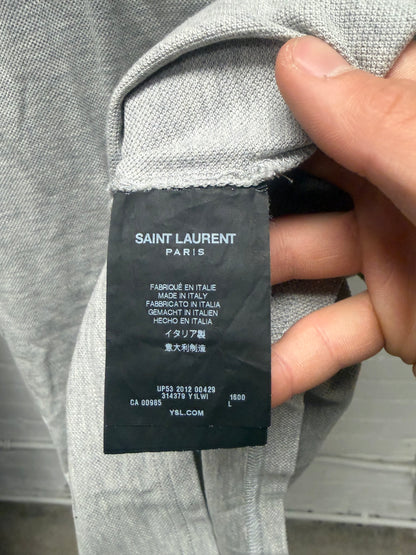 SAINT LAURENT
PARIS
FABRIQUÉ EN ITALIE
MADE IN ITALY
FABBRICATO IN ITALIA
GEMACHT IN ITALIEN
HECHO EN ITALIA
イタリア製
意大利制造
UP53 2012 00429
314379 Y1LWI 1600
CA 00985 L
YSL.COM